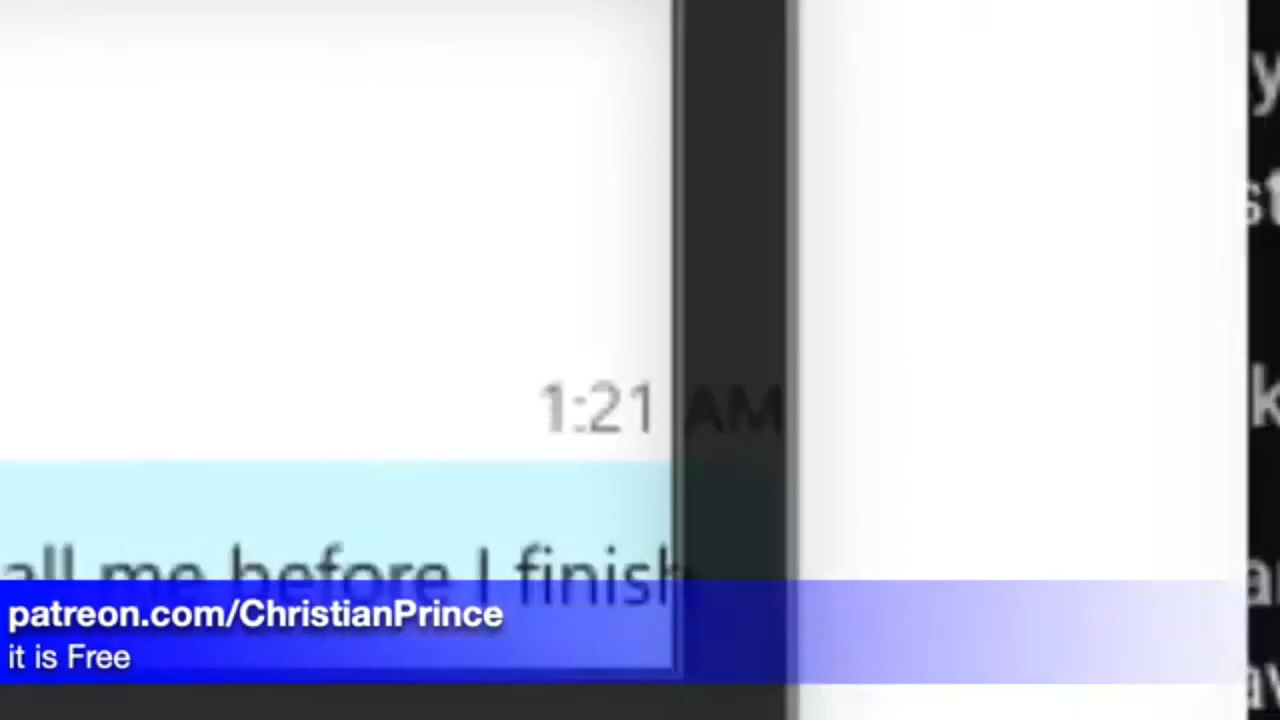 1:21 AM
all me before I finish
patreon.com/ChristianPrince
it is Free